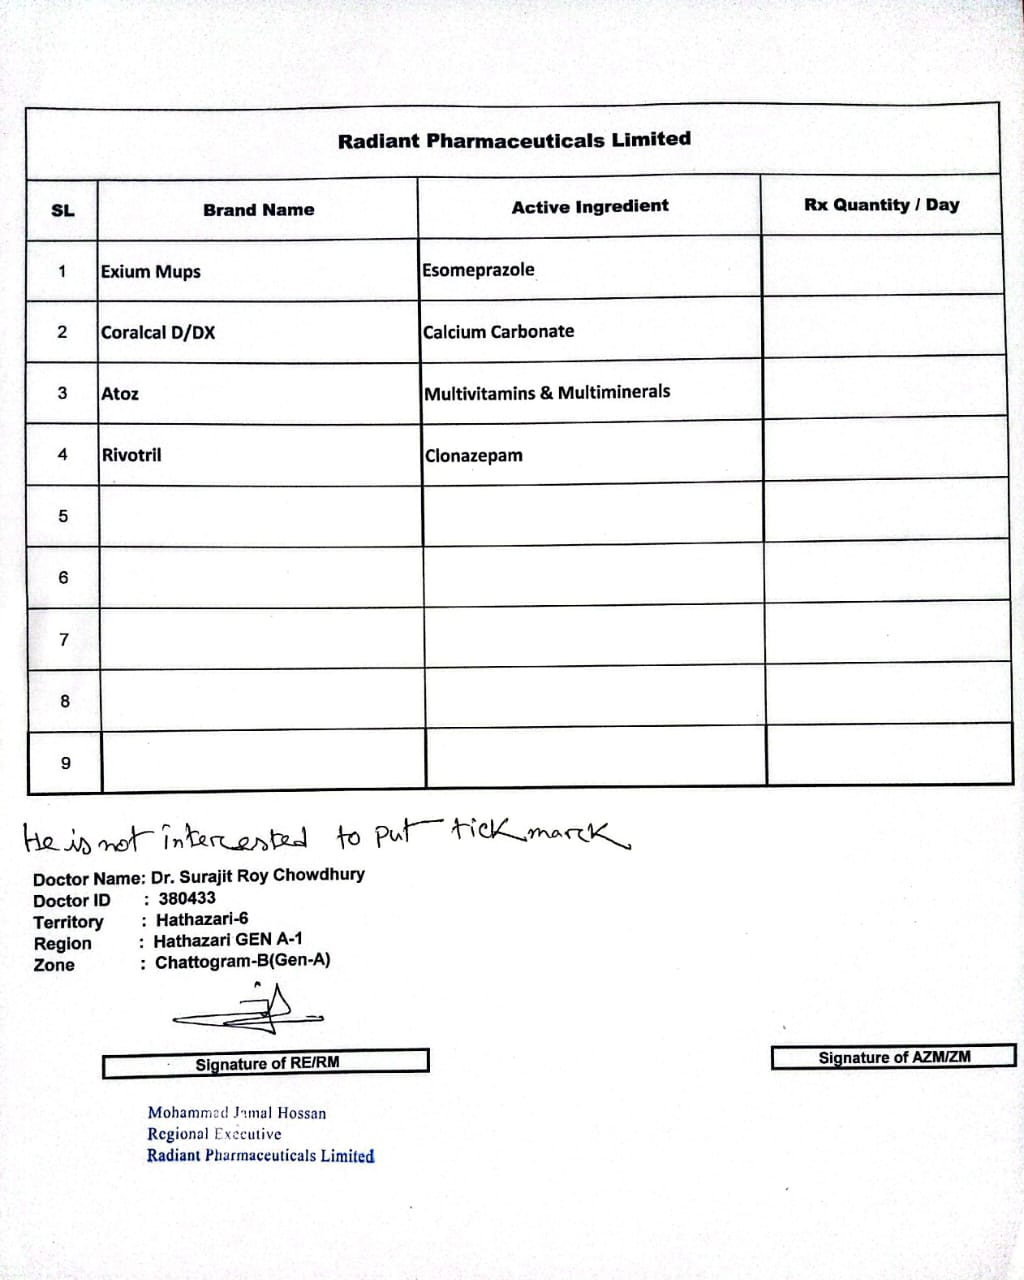 Radiant Pharmaceuticals Limited
SL Brand Name Active Ingredient Rx Quantity / Day
1 Exium Mups Esomeprazole
2 Coralcal D/DX Calcium Carbonate
3 Atoz Multivitamins & Multiminerals
4 Rivotril Clonazepam
5
6
7
8
9
He is not interested to put tick marck
Doctor Name: Dr. Surajit Roy Chowdhury
Doctor ID : 380433
Territory : Hathazari-6
Region : Hathazari GEN A-1
Zone : Chattogram-B(Gen-A)
Signature of RE/RM Signature of AZM/ZM
Mohammed Jamal Hossan
Regional Executive
Radiant Pharmaceuticals Limited